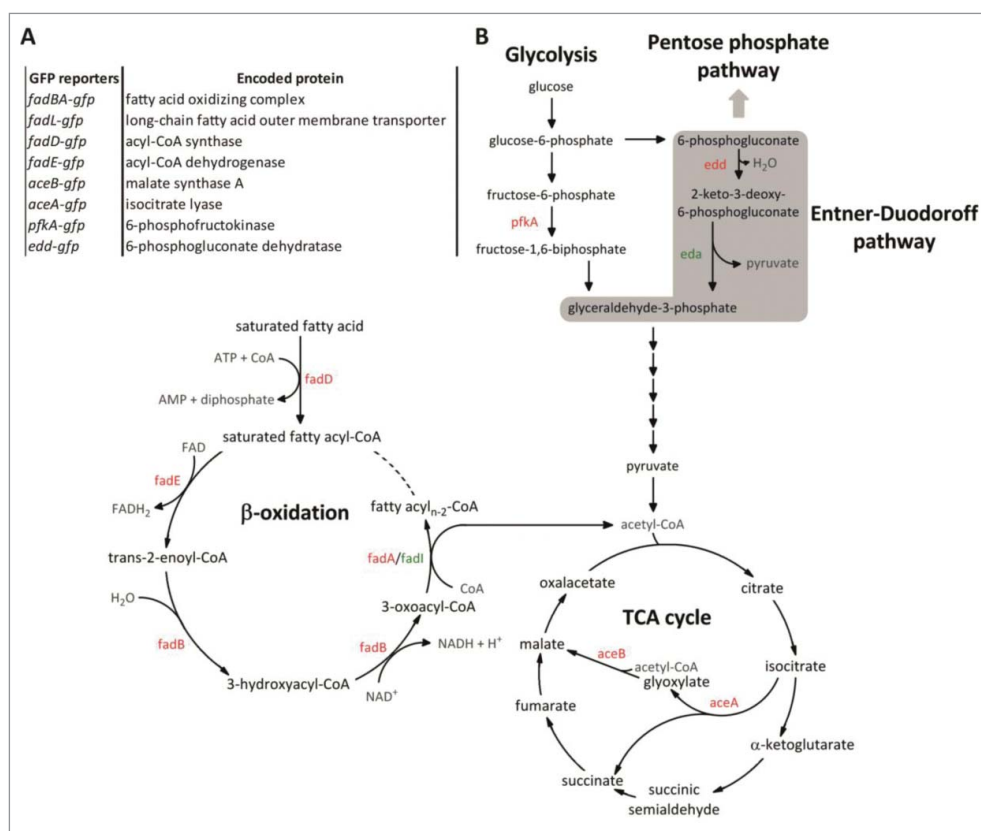 A
GFP reporters Encoded protein
fadBA-gfp fatty acid oxidizing complex
fadL-gfp long-chain fatty acid outer membrane transporter
fadD-gfp acyl-CoA synthase
fadE-gfp acyl-CoA dehydrogenase
aceB-gfp malate synthase A
aceA-gfp isocitrate lyase
pfkA-gfp 6-phosphofructokinase
edd-gfp 6-phosphogluconate dehydratase
B
Glycolysis
glucose
glucose-6-phosphate
fructose-6-phosphate
pfkA
fructose-1,6-biphosphate
Pentose phosphate
pathway
6-phosphogluconate
edd
H2O
2-keto-3-deoxy-
6-phosphogluconate
eda
pyruvate
Entner-Duodoroff
pathway
glyceraldehyde-3-phosphate
pyruvate
acetyl-CoA
saturated fatty acid
ATP + CoA
fadD
AMP + diphosphate
saturated fatty acyl-CoA
FAD
fadE
FADH2
β-oxidation
fatty acyln-2-CoA
trans-2-enoyl-CoA
fadA/fadI
H2O
CoA
3-oxoacyl-CoA
fadB
fadB
NADH + H+
3-hydroxyacyl-CoA
NAD+
oxalacetate
citrate
TCA cycle
malate
aceB
acetyl-CoA
glyoxylate
isocitrate
aceA
fumarate
α-ketoglutarate
succinate
succinic
semialdehyde